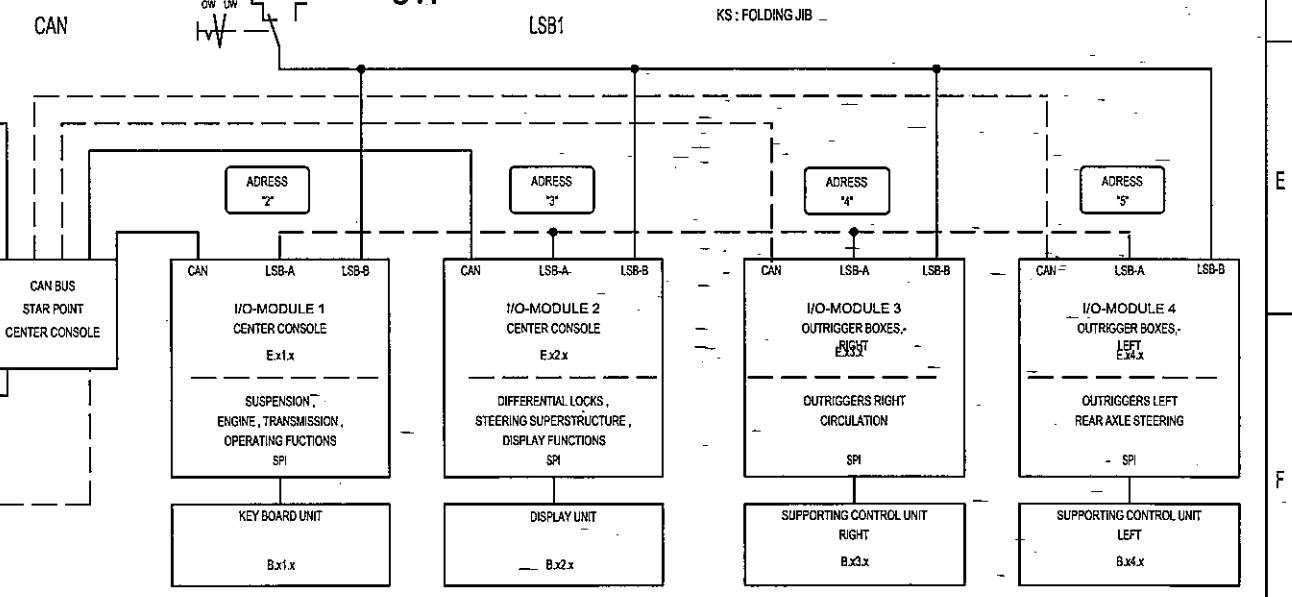 OW UW
CAN
LSB1
KS : FOLDING JIB
E
ADRESS
"2"
ADRESS
"3"
ADRESS
"4"
ADRESS
"5"
CAN BUS
STAR POINT
CENTER CONSOLE
CAN LSB-A LSB-B
I/O-MODULE 1
CENTER CONSOLE
E.x1.x
SUSPENSION ,
ENGINE , TRANSMISSION ,
OPERATING FUCTIONS
SPI
KEY BOARD UNIT
B.x1.x
CAN LSB-A LSB-B
I/O-MODULE 2
CENTER CONSOLE
E.x2.x
DIFFERENTIAL LOCKS ,
STEERING SUPERSTRUCTURE ,
DISPLAY FUNCTIONS
SPI
DISPLAY UNIT
B.x2.x
CAN LSB-A LSB-B
I/O-MODULE 3
OUTRIGGER BOXES,-
RIGHT
E.x3.x
OUTRIGGERS RIGHT
CIRCULATION
SPI
SUPPORTING CONTROL UNIT
RIGHT
B.x3.x
CAN LSB-A LSB-B
I/O-MODULE 4
OUTRIGGER BOXES,-
LEFT
E.x4.x
OUTRIGGERS LEFT
REAR AXLE STEERING
SPI
SUPPORTING CONTROL UNIT
LEFT
B.x4.x
F